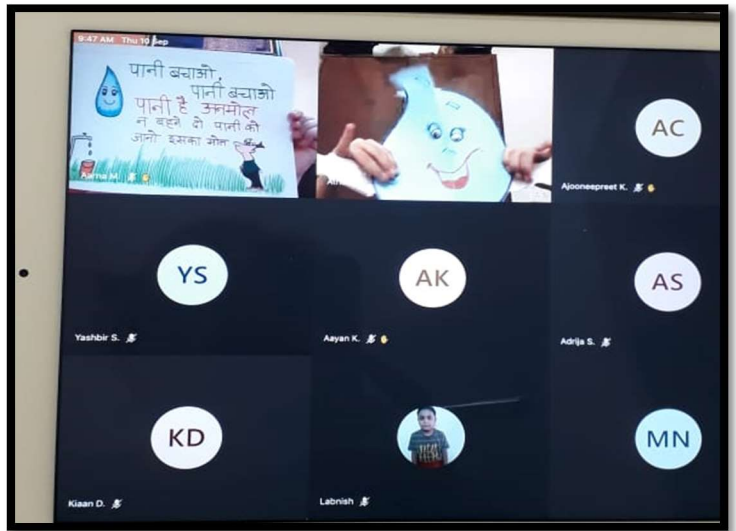 9:47 AM Thu 10 Sep
पानी बचाओ,
पानी बचाओ
पानी है अनमोल
न बहने दो पानी को
जानो इसका मोल
Aarna M.
AC
Ajooneepreet K.
YS
Yashbir S.
AK
Aayan K.
AS
Adrija S.
KD
Kiaan D.
Labnish
MN